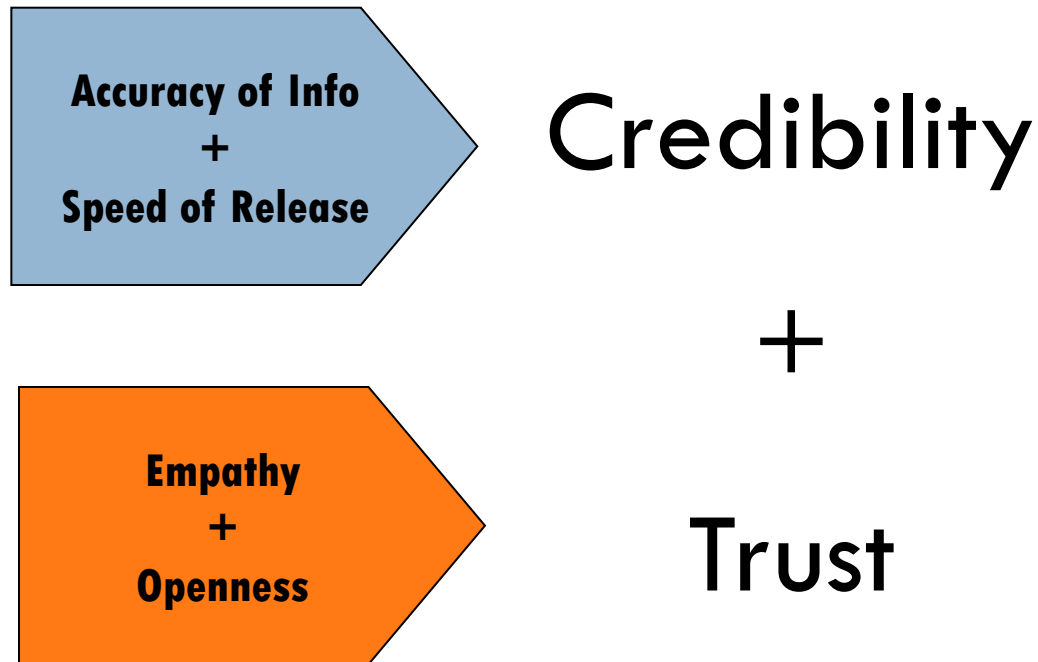 Accuracy of Info
+
Speed of Release
Credibility
+
Empathy
+
Openness
Trust